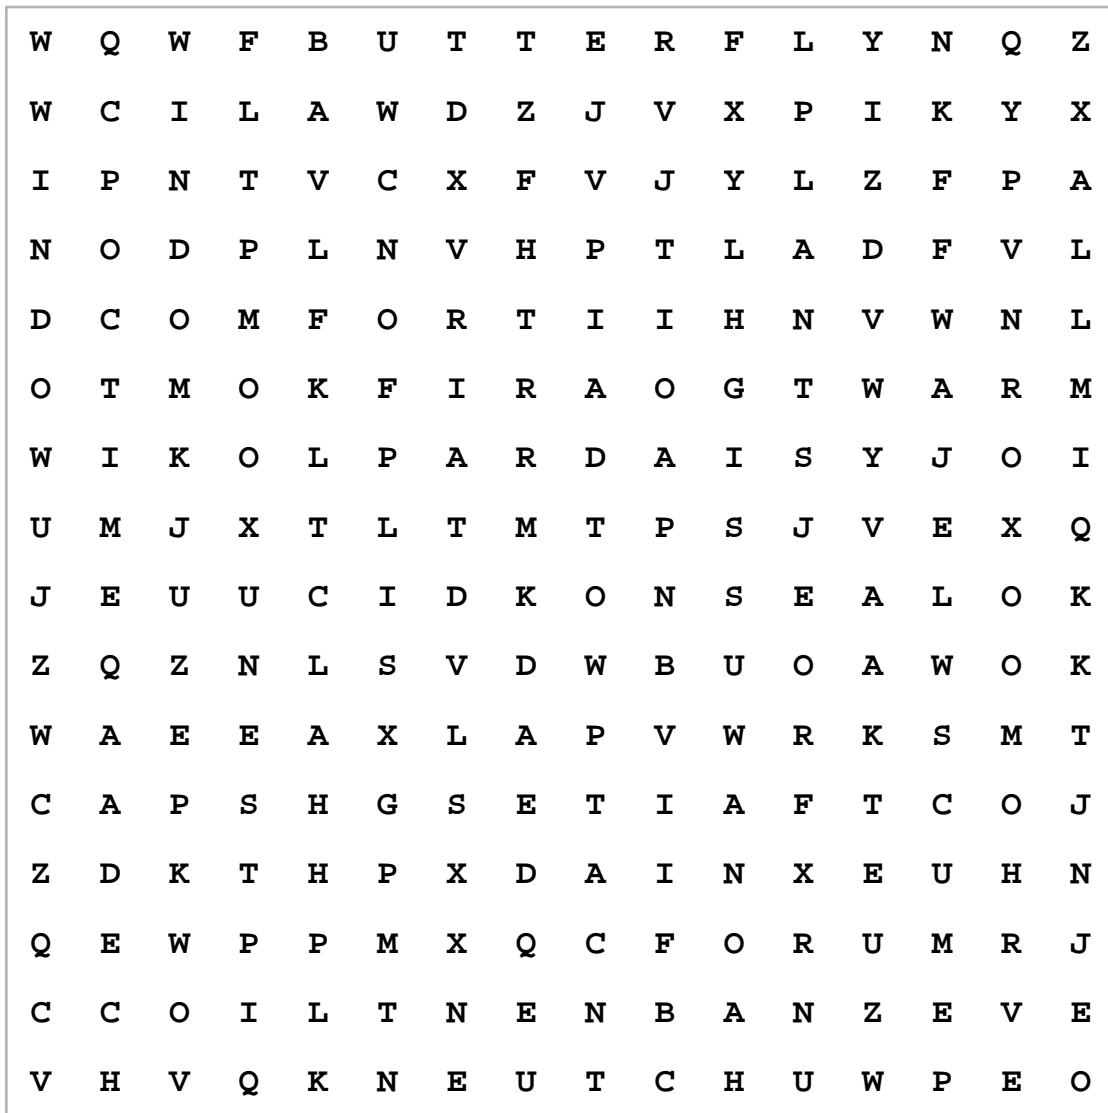 W Q W F B U T T E R F L Y N Q Z
W C I L A W D Z J V X P I K Y X
I P N T V C X F V J Y L Z F P A
N O D P L N V H P T L A D F V L
D C O M F O R T I I H N V W N L
O T M O K F I R A O G T W A R M
W I K O L P A R D A I S Y J O I
U M J X T L T M T P S J V E X Q
J E U U C I D K O N S E A L O K
Z Q Z N L S V D W B U O A W O K
W A E E A X L A P V W R K S M T
C A P S H G S E T I A F T C O J
Z D K T H P X D A I N X E U H N
Q E W P P M X Q C F O R U M R J
C C O I L T N E N B A N Z E V E
V H V Q K N E U T C H U W P E O